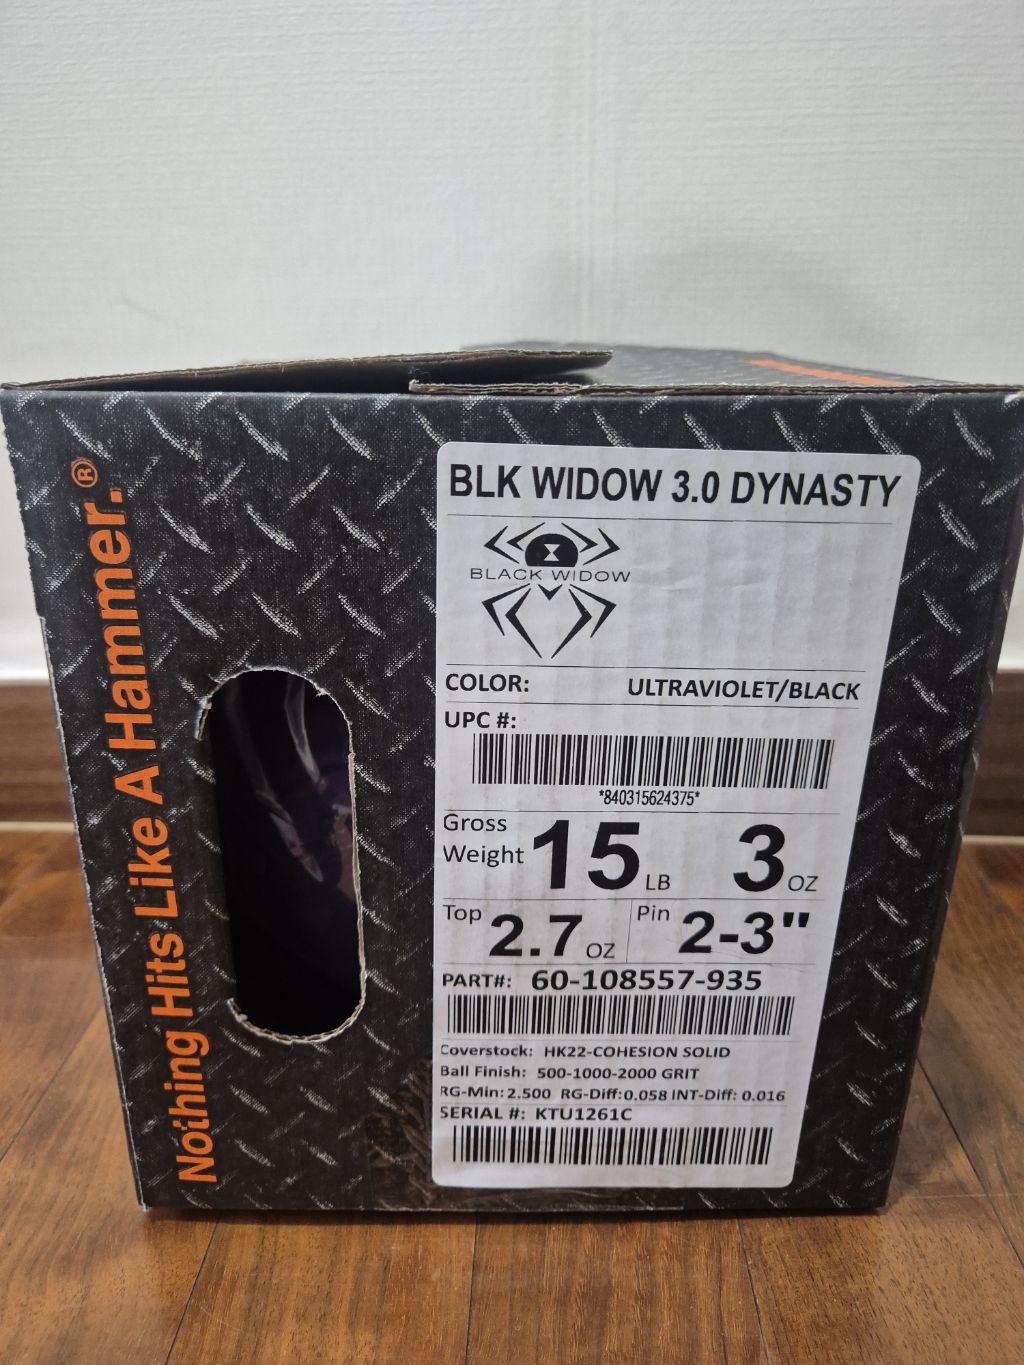 Nothing Hits Like A Hammer.®
BLK WIDOW 3.0 DYNASTY
BLACK WIDOW
COLOR: ULTRAVIOLET/BLACK
UPC #:
*840315624375*
Gross Weight 15 LB 3 OZ
Top 2.7 OZ Pin 2-3"
PART#: 60-108557-935
Coverstock: HK22-COHESION SOLID
Ball Finish: 500-1000-2000 GRIT
RG-Min: 2.500 RG-Diff:0.058 INT-Diff: 0.016
SERIAL #: KTU1261C